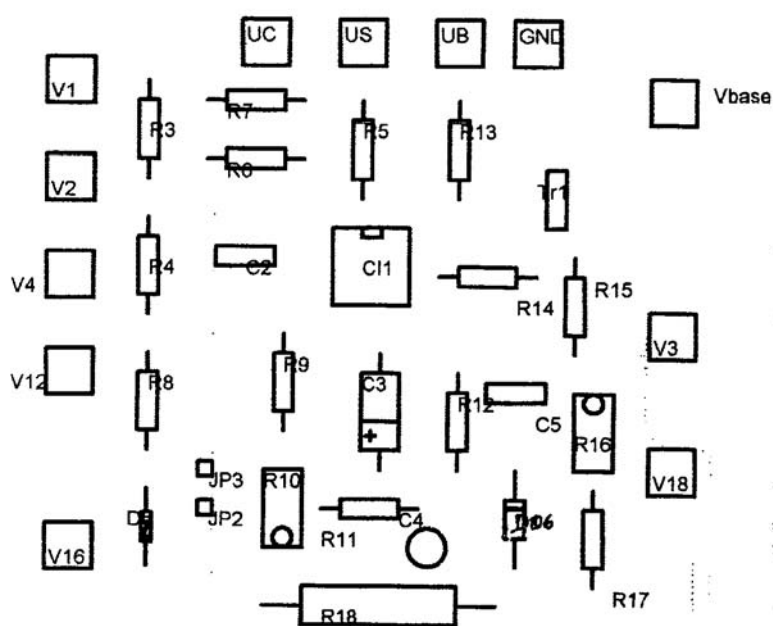 UC US UB GND
V1 Vbase
R7
R3 R5 R13
R6
V2 Tr1
R4 C2 CI1
V4 R14 R15
V3
R9
V12 R8 C3 R12
C5
R16
JP3 R10 V18
JP2 C4 D6
R11
V16
R17
R18